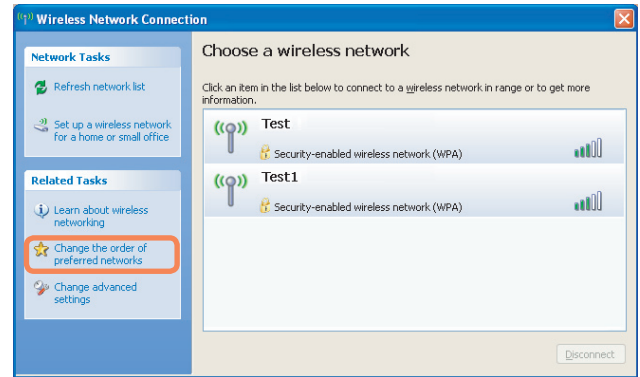 Wireless Network Connection
Network Tasks
Refresh network list
Set up a wireless network
for a home or small office
Related Tasks
Learn about wireless
networking
Change the order of
preferred networks
Change advanced
settings
Choose a wireless network
Click an item in the list below to connect to a wireless network in range or to get more
information.
Test
Security-enabled wireless network (WPA)
Test1
Security-enabled wireless network (WPA)
Disconnect